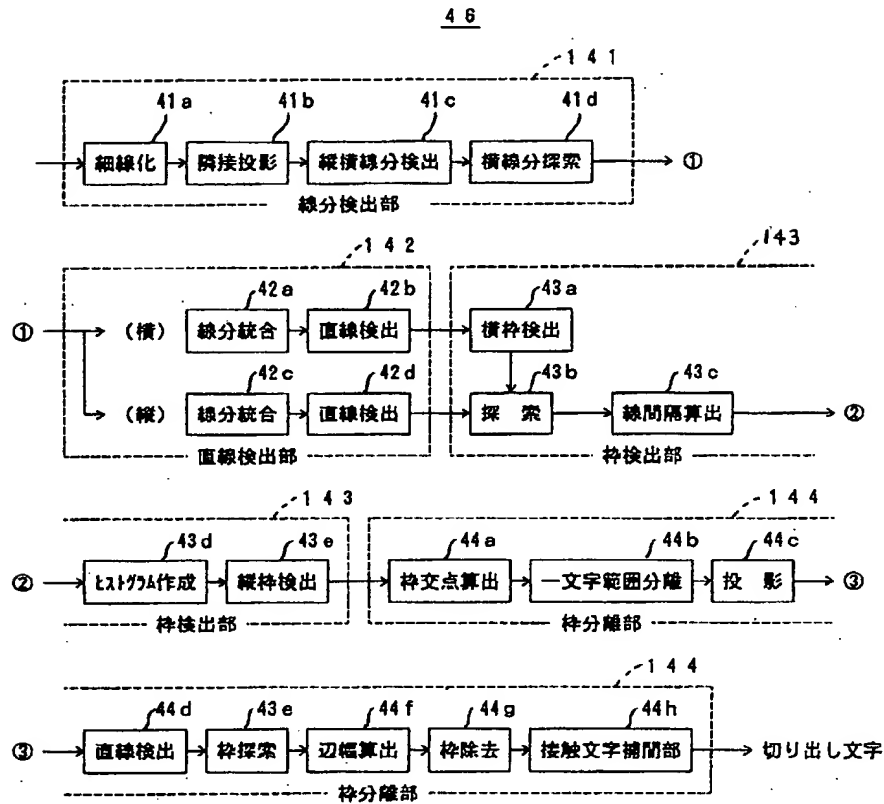 46
141
41a 41b 41c 41d
細線化 隣接投影 縦横線分検出 横線分探索 ①
線分検出部
142 143
42a 42b 43a
① (横) 線分統合 直線検出 横枠検出
42c 42d 43b 43c
(縦) 線分統合 直線検出 探索 線間隔算出 ②
直線検出部 枠検出部
143 144
43d 43e 44a 44b 44c
② ヒストグラム作成 縦枠検出 枠交点算出 一文字範囲分離 投影 ③
枠検出部 枠分離部
144
44d 43e 44f 44g 44h
③ 直線検出 枠探索 辺幅算出 枠除去 接触文字補間部 切り出し文字
枠分離部